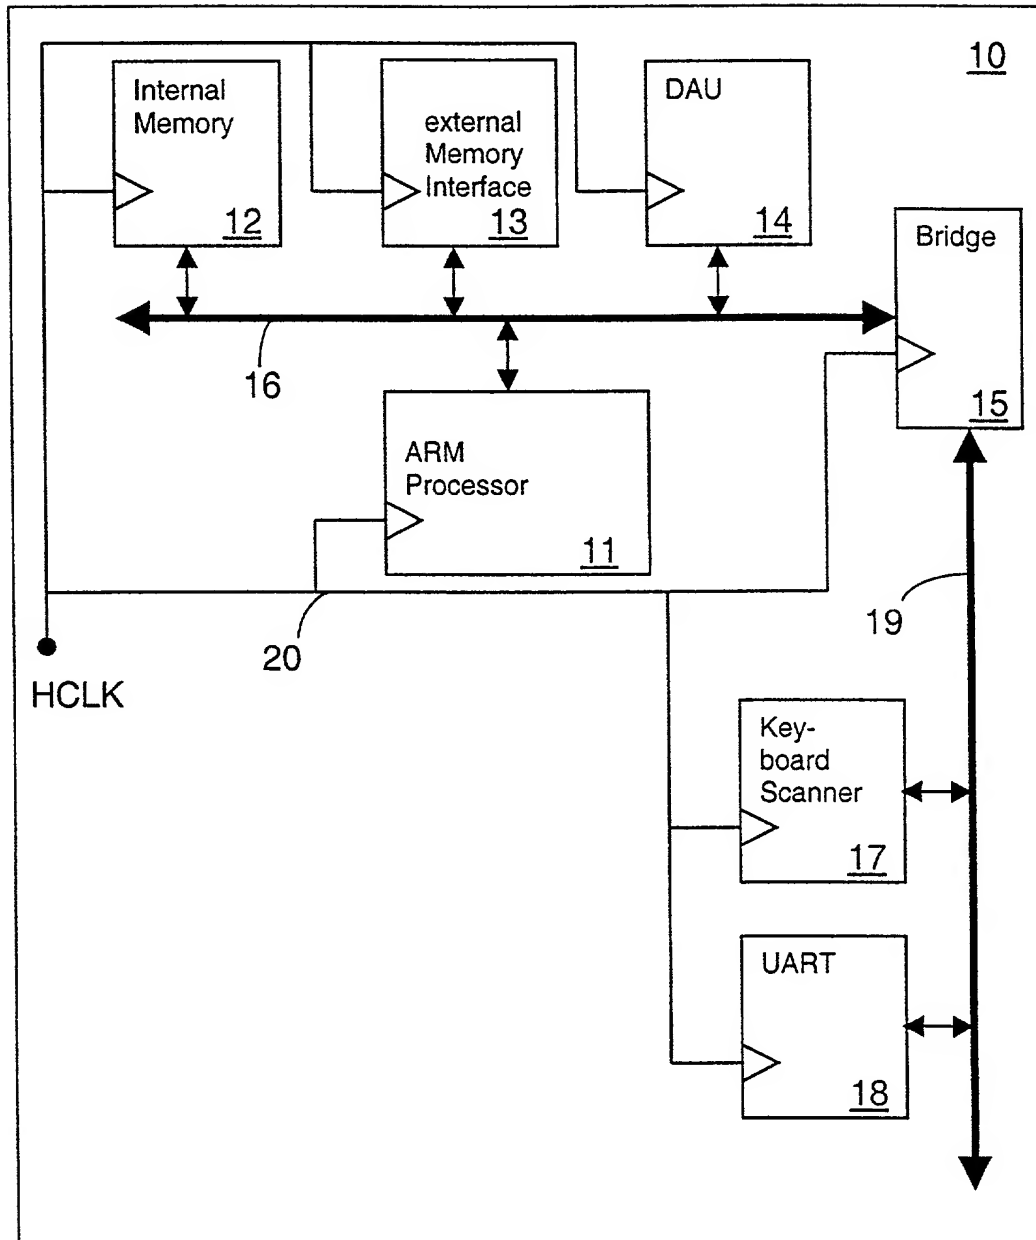 10
Internal
Memory
12
external
Memory
Interface
13
DAU
14
Bridge
15
16
ARM
Processor
11
20
HCLK
19
Key-
board
Scanner
17
UART
18